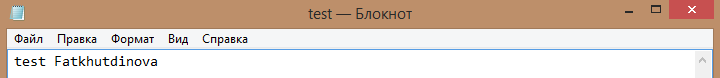 test — Блокнот
Файл Правка Формат Вид Справка
test Fatkhutdinova